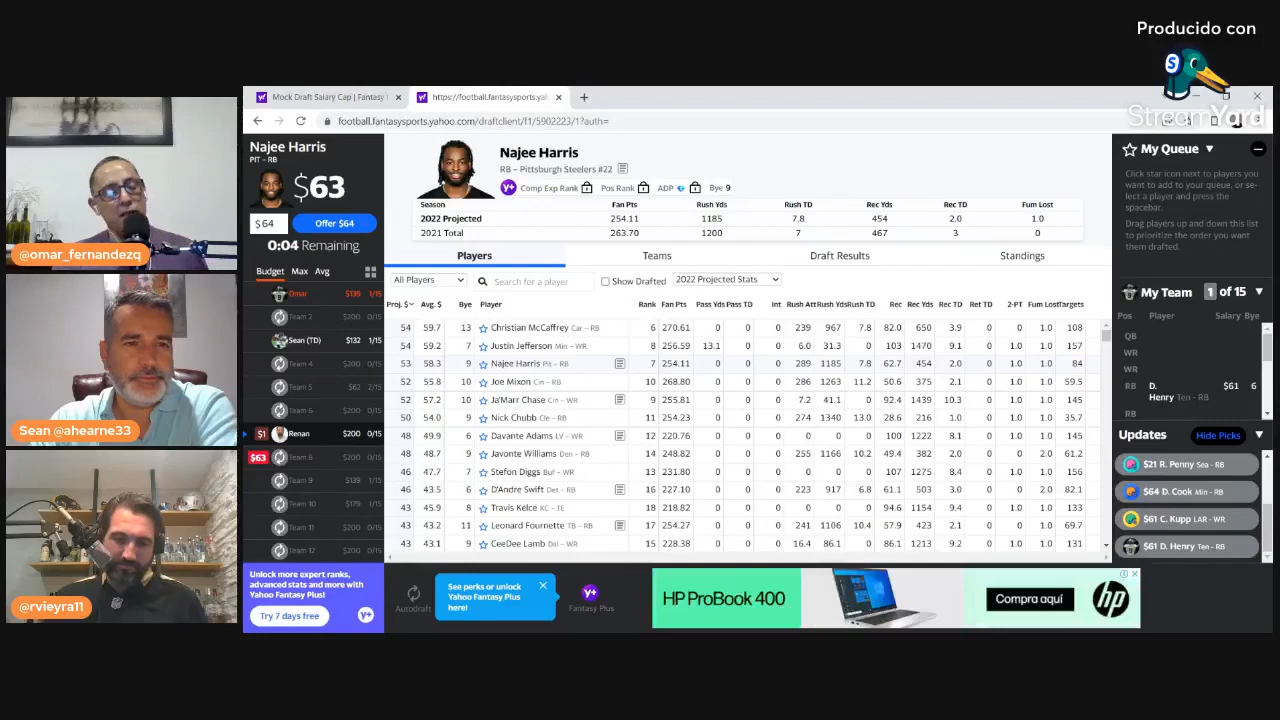 Producido con
StreamYard
@omar_fernandezq
Sean @ahearne33
@rvieyra11
Mock Draft Salary Cap | Fantasy
https://football.fantasysports.ya
football.fantasysports.yahoo.com/draftclient/f1/5902223/1?auth=
Najee Harris
PIT – RB
$63
$64
Offer $64
0:04 Remaining
Budget Max Avg
Omar $139 1/15
Team 2 $200 0/15
Sean (TD) $132 1/15
Team 4 $200 0/15
Team 5 $62 2/15
Team 6 $200 0/15
$1 Renan $200 0/15
$63 Team 8 $200 0/15
Team 9 $139 1/15
Team 10 $179 1/15
Team 11 $200 0/15
Team 12 $200 0/15
Unlock more expert ranks, advanced stats and more with Yahoo Fantasy Plus!
Try 7 days free
Najee Harris
RB – Pittsburgh Steelers #22
y+ Comp Exp Rank Pos Rank ADP Bye 9
Season Fan Pts Rush Yds Rush TD Rec Yds Rec TD Fum Lost
2022 Projected 254.11 1185 7.8 454 2.0 1.0
2021 Total 263.70 1200 7 467 3 0
Players Teams Draft Results Standings
All Players Search for a player Show Drafted 2022 Projected Stats
Proj. $ Avg. $ Bye Player Rank Fan Pts Pass Yds Pass TD Int Rush Att Rush Yds Rush TD Rec Rec Yds Rec TD Ret TD 2-PT Fum Lost Targets
54 59.7 13 Christian McCaffrey Car – RB 6 270.61 0 0 0 239 967 7.8 82.0 650 3.9 0 0 1.0 108
54 59.2 7 Justin Jefferson Min – WR 8 256.59 13.1 0 0 6.0 31.3 0 103 1470 9.1 0 0 1.0 157
53 58.3 9 Najee Harris Pit – RB 7 254.11 0 0 0 289 1185 7.8 62.7 454 2.0 0 0 1.0 84
52 55.8 10 Joe Mixon Cin – RB 10 268.80 0 0 0 286 1263 11.2 50.6 375 2.1 0 0 1.0 59.5
52 57.2 10 Ja'Marr Chase Cin – WR 9 255.81 0 0 0 7.2 41.1 0 92.4 1439 10.3 0 0 1.0 145
50 54.0 9 Nick Chubb Cle – RB 11 254.23 0 0 0 274 1340 13.0 28.6 216 1.0 0 0 1.0 35.7
48 49.9 6 Davante Adams LV – WR 12 220.76 0 0 0 0 0 0 100 1222 8.1 0 0 1.0 145
48 48.7 9 Javonte Williams Den – RB 14 248.82 0 0 0 255 1166 10.2 49.4 382 2.0 0 0 2.0 61.2
46 47.7 7 Stefon Diggs Buf – WR 13 231.80 0 0 0 0 0 0 107 1275 8.4 0 0 1.0 156
46 43.5 6 D'Andre Swift Det – RB 16 227.10 0 0 0 223 917 6.8 61.1 503 3.0 0 0 2.0 82.1
43 45.9 8 Travis Kelce KC – TE 18 218.82 0 0 0 0 0 0 94.6 1154 9.4 0 0 1.0 133
43 43.2 11 Leonard Fournette TB – RB 17 254.27 0 0 0 241 1106 10.4 57.9 423 2.1 0 0 1.0 69.7
43 43.1 9 CeeDee Lamb Dal – WR 15 228.38 0 0 0 16.4 86.1 0 86.1 1213 9.2 0 0 1.0 131
Autodraft
See perks or unlock Yahoo Fantasy Plus here!
Fantasy Plus
HP ProBook 400
Compra aquí
hp
My Queue
Click star icon next to players
you want to add to your queue, or se-
lect a player and press the
spacebar.
Drag players up and down this list
to prioritize the order you want
them drafted.
My Team 1 of 15
Pos Player Salary Bye
QB
WR
WR
RB D. Henry Ten – RB $61 6
RB
Updates Hide Picks
$21 R. Penny Sea - RB
$64 D. Cook Min - RB
$61 C. Kupp LAR - WR
$61 D. Henry Ten - RB